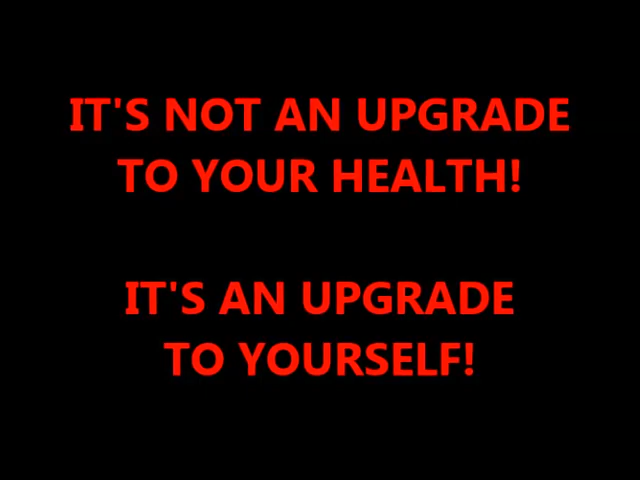 IT'S NOT AN UPGRADE
TO YOUR HEALTH!
IT'S AN UPGRADE
TO YOURSELF!